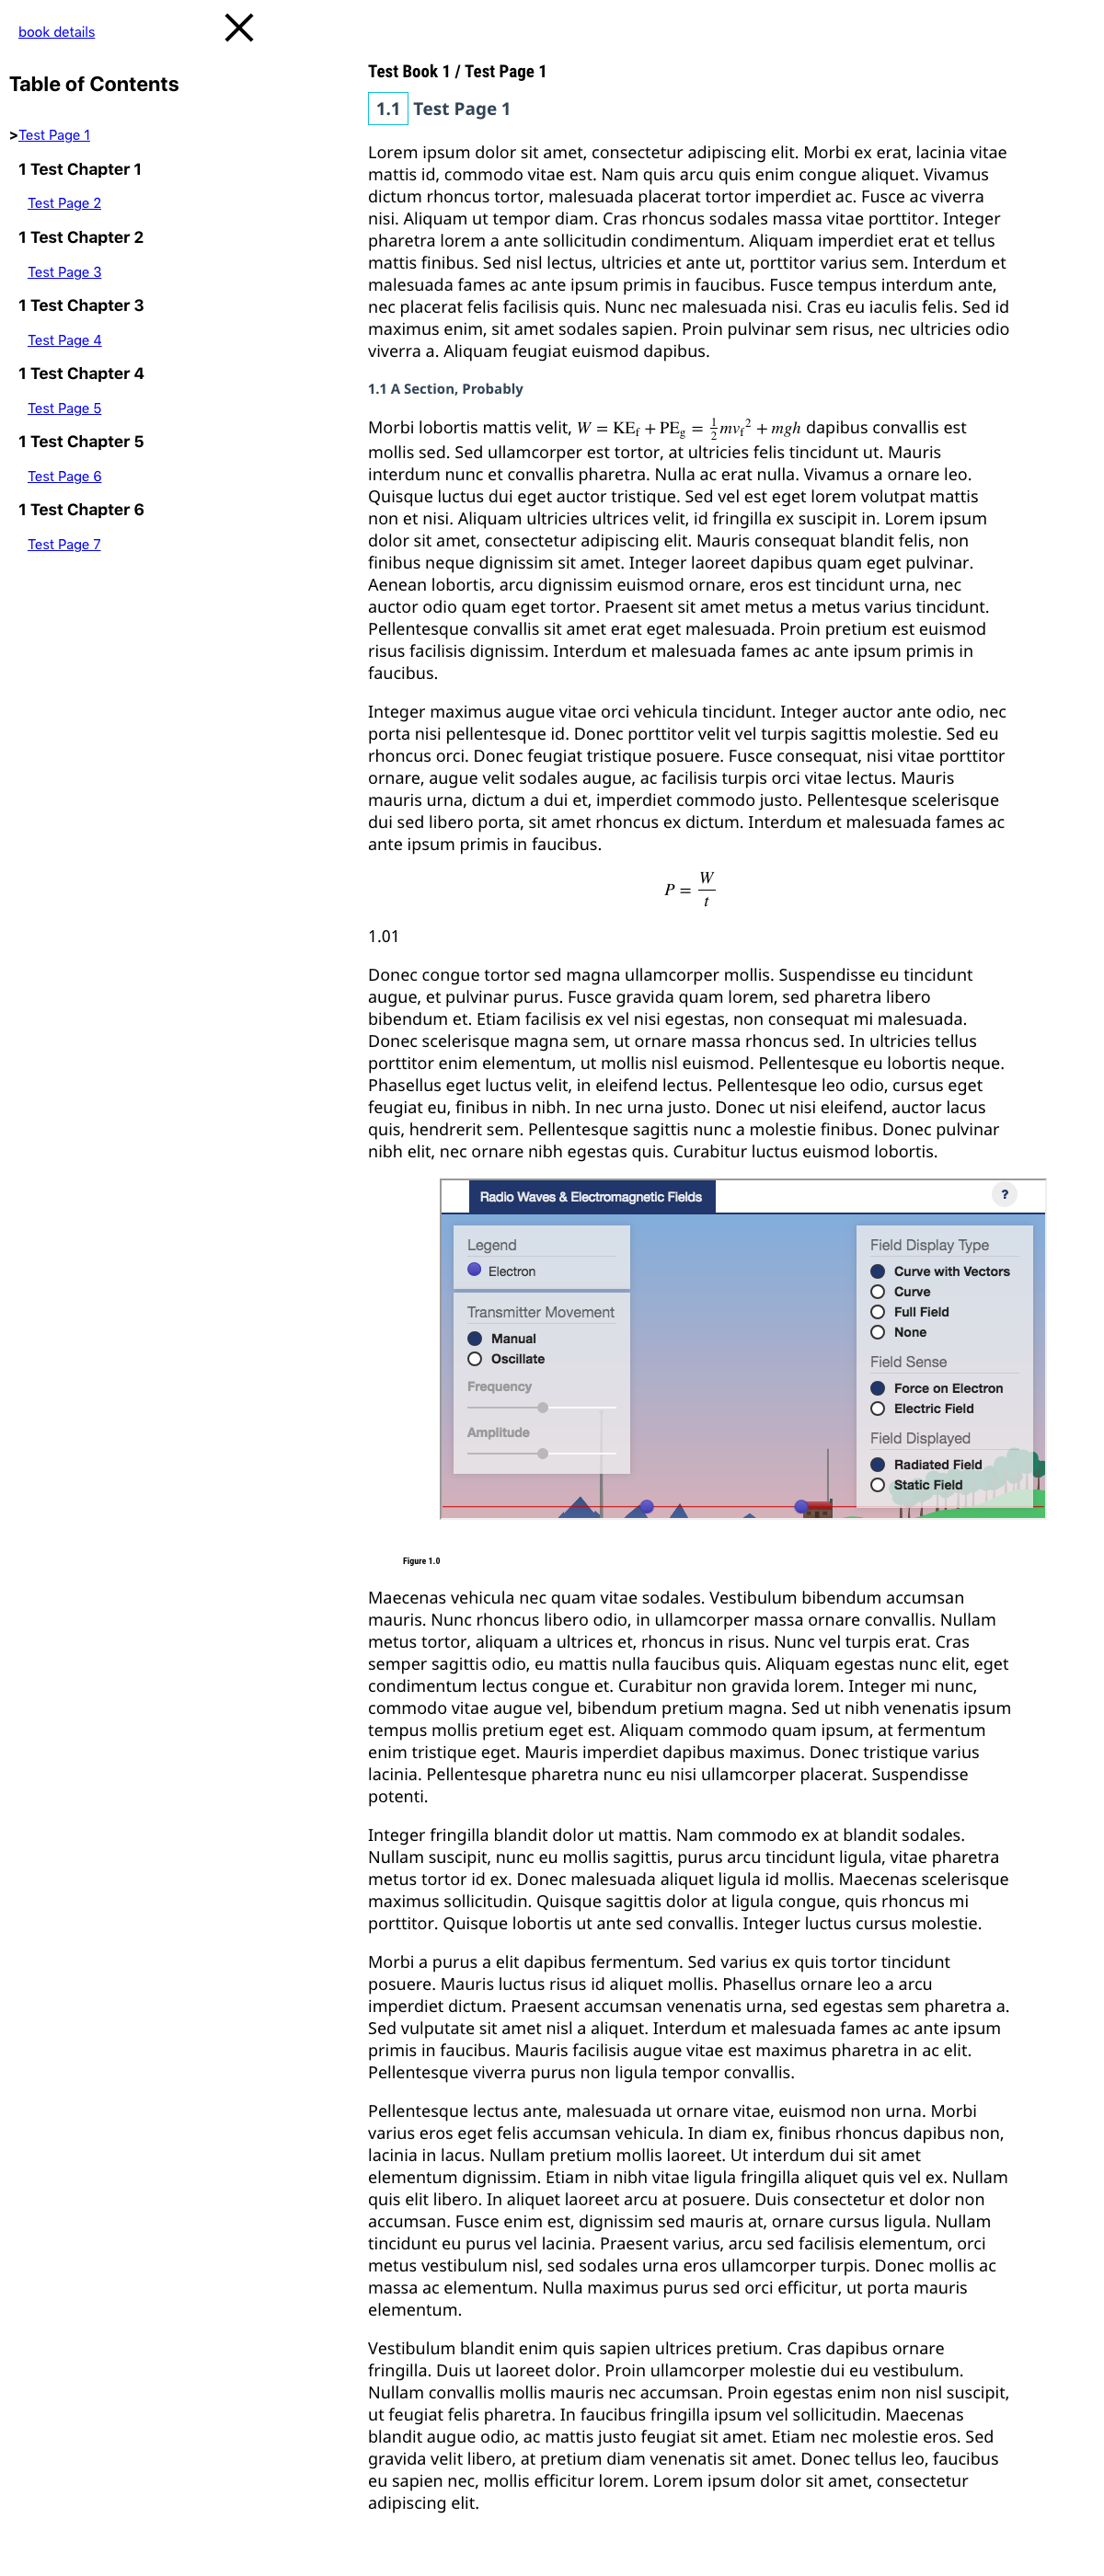 book details
Table of Contents
>Test Page 1
1 Test Chapter 1
Test Page 2
1 Test Chapter 2
Test Page 3
1 Test Chapter 3
Test Page 4
1 Test Chapter 4
Test Page 5
1 Test Chapter 5
Test Page 6
1 Test Chapter 6
Test Page 7
Test Book 1 / Test Page 1
1.1 Test Page 1
Lorem ipsum dolor sit amet, consectetur adipiscing elit. Morbi ex erat, lacinia vitae
mattis id, commodo vitae est. Nam quis arcu quis enim congue aliquet. Vivamus
dictum rhoncus tortor, malesuada placerat tortor imperdiet ac. Fusce ac viverra
nisi. Aliquam ut tempor diam. Cras rhoncus sodales massa vitae porttitor. Integer
pharetra lorem a ante sollicitudin condimentum. Aliquam imperdiet erat et tellus
mattis finibus. Sed nisl lectus, ultricies et ante ut, porttitor varius sem. Interdum et
malesuada fames ac ante ipsum primis in faucibus. Fusce tempus interdum ante,
nec placerat felis facilisis quis. Nunc nec malesuada nisi. Cras eu iaculis felis. Sed id
maximus enim, sit amet sodales sapien. Proin pulvinar sem risus, nec ultricies odio
viverra a. Aliquam feugiat euismod dapibus.
1.1 A Section, Probably
Morbi lobortis mattis velit, W = KE_f + PE_g = 1/2 mv_f^2 + mgh dapibus convallis est
mollis sed. Sed ullamcorper est tortor, at ultricies felis tincidunt ut. Mauris
interdum nunc et convallis pharetra. Nulla ac erat nulla. Vivamus a ornare leo.
Quisque luctus dui eget auctor tristique. Sed vel est eget lorem volutpat mattis
non et nisi. Aliquam ultricies ultrices velit, id fringilla ex suscipit in. Lorem ipsum
dolor sit amet, consectetur adipiscing elit. Mauris consequat blandit felis, non
finibus neque dignissim sit amet. Integer laoreet dapibus quam eget pulvinar.
Aenean lobortis, arcu dignissim euismod ornare, eros est tincidunt urna, nec
auctor odio quam eget tortor. Praesent sit amet metus a metus varius tincidunt.
Pellentesque convallis sit amet erat eget malesuada. Proin pretium est euismod
risus facilisis dignissim. Interdum et malesuada fames ac ante ipsum primis in
faucibus.
Integer maximus augue vitae orci vehicula tincidunt. Integer auctor ante odio, nec
porta nisi pellentesque id. Donec porttitor velit vel turpis sagittis molestie. Sed eu
rhoncus orci. Donec feugiat tristique posuere. Fusce consequat, nisi vitae porttitor
ornare, augue velit sodales augue, ac facilisis turpis orci vitae lectus. Mauris
mauris urna, dictum a dui et, imperdiet commodo justo. Pellentesque scelerisque
dui sed libero porta, sit amet rhoncus ex dictum. Interdum et malesuada fames ac
ante ipsum primis in faucibus.
P = W/t
1.01
Donec congue tortor sed magna ullamcorper mollis. Suspendisse eu tincidunt
augue, et pulvinar purus. Fusce gravida quam lorem, sed pharetra libero
bibendum et. Etiam facilisis ex vel nisi egestas, non consequat mi malesuada.
Donec scelerisque magna sem, ut ornare massa rhoncus sed. In ultricies tellus
porttitor enim elementum, ut mollis nisl euismod. Pellentesque eu lobortis neque.
Phasellus eget luctus velit, in eleifend lectus. Pellentesque leo odio, cursus eget
feugiat eu, finibus in nibh. In nec urna justo. Donec ut nisi eleifend, auctor lacus
quis, hendrerit sem. Pellentesque sagittis nunc a molestie finibus. Donec pulvinar
nibh elit, nec ornare nibh egestas quis. Curabitur luctus euismod lobortis.
Radio Waves & Electromagnetic Fields
?
Legend
Electron
Transmitter Movement
Manual
Oscillate
Frequency
Amplitude
Field Display Type
Curve with Vectors
Curve
Full Field
None
Field Sense
Force on Electron
Electric Field
Field Displayed
Radiated Field
Static Field
Figure 1.0
Maecenas vehicula nec quam vitae sodales. Vestibulum bibendum accumsan
mauris. Nunc rhoncus libero odio, in ullamcorper massa ornare convallis. Nullam
metus tortor, aliquam a ultrices et, rhoncus in risus. Nunc vel turpis erat. Cras
semper sagittis odio, eu mattis nulla faucibus quis. Aliquam egestas nunc elit, eget
condimentum lectus congue et. Curabitur non gravida lorem. Integer mi nunc,
commodo vitae augue vel, bibendum pretium magna. Sed ut nibh venenatis ipsum
tempus mollis pretium eget est. Aliquam commodo quam ipsum, at fermentum
enim tristique eget. Mauris imperdiet dapibus maximus. Donec tristique varius
lacinia. Pellentesque pharetra nunc eu nisi ullamcorper placerat. Suspendisse
potenti.
Integer fringilla blandit dolor ut mattis. Nam commodo ex at blandit sodales.
Nullam suscipit, nunc eu mollis sagittis, purus arcu tincidunt ligula, vitae pharetra
metus tortor id ex. Donec malesuada aliquet ligula id mollis. Maecenas scelerisque
maximus sollicitudin. Quisque sagittis dolor at ligula congue, quis rhoncus mi
porttitor. Quisque lobortis ut ante sed convallis. Integer luctus cursus molestie.
Morbi a purus a elit dapibus fermentum. Sed varius ex quis tortor tincidunt
posuere. Mauris luctus risus id aliquet mollis. Phasellus ornare leo a arcu
imperdiet dictum. Praesent accumsan venenatis urna, sed egestas sem pharetra a.
Sed vulputate sit amet nisl a aliquet. Interdum et malesuada fames ac ante ipsum
primis in faucibus. Mauris facilisis augue vitae est maximus pharetra in ac elit.
Pellentesque viverra purus non ligula tempor convallis.
Pellentesque lectus ante, malesuada ut ornare vitae, euismod non urna. Morbi
varius eros eget felis accumsan vehicula. In diam ex, finibus rhoncus dapibus non,
lacinia in lacus. Nullam pretium mollis laoreet. Ut interdum dui sit amet
elementum dignissim. Etiam in nibh vitae ligula fringilla aliquet quis vel ex. Nullam
quis elit libero. In aliquet laoreet arcu at posuere. Duis consectetur et dolor non
accumsan. Fusce enim est, dignissim sed mauris at, ornare cursus ligula. Nullam
tincidunt eu purus vel lacinia. Praesent varius, arcu sed facilisis elementum, orci
metus vestibulum nisl, sed sodales urna eros ullamcorper turpis. Donec mollis ac
massa ac elementum. Nulla maximus purus sed orci efficitur, ut porta mauris
elementum.
Vestibulum blandit enim quis sapien ultrices pretium. Cras dapibus ornare
fringilla. Duis ut laoreet dolor. Proin ullamcorper molestie dui eu vestibulum.
Nullam convallis mollis mauris nec accumsan. Proin egestas enim non nisl suscipit,
ut feugiat felis pharetra. In faucibus fringilla ipsum vel sollicitudin. Maecenas
blandit augue odio, ac mattis justo feugiat sit amet. Etiam nec molestie eros. Sed
gravida velit libero, at pretium diam venenatis sit amet. Donec tellus leo, faucibus
eu sapien nec, mollis efficitur lorem. Lorem ipsum dolor sit amet, consectetur
adipiscing elit.